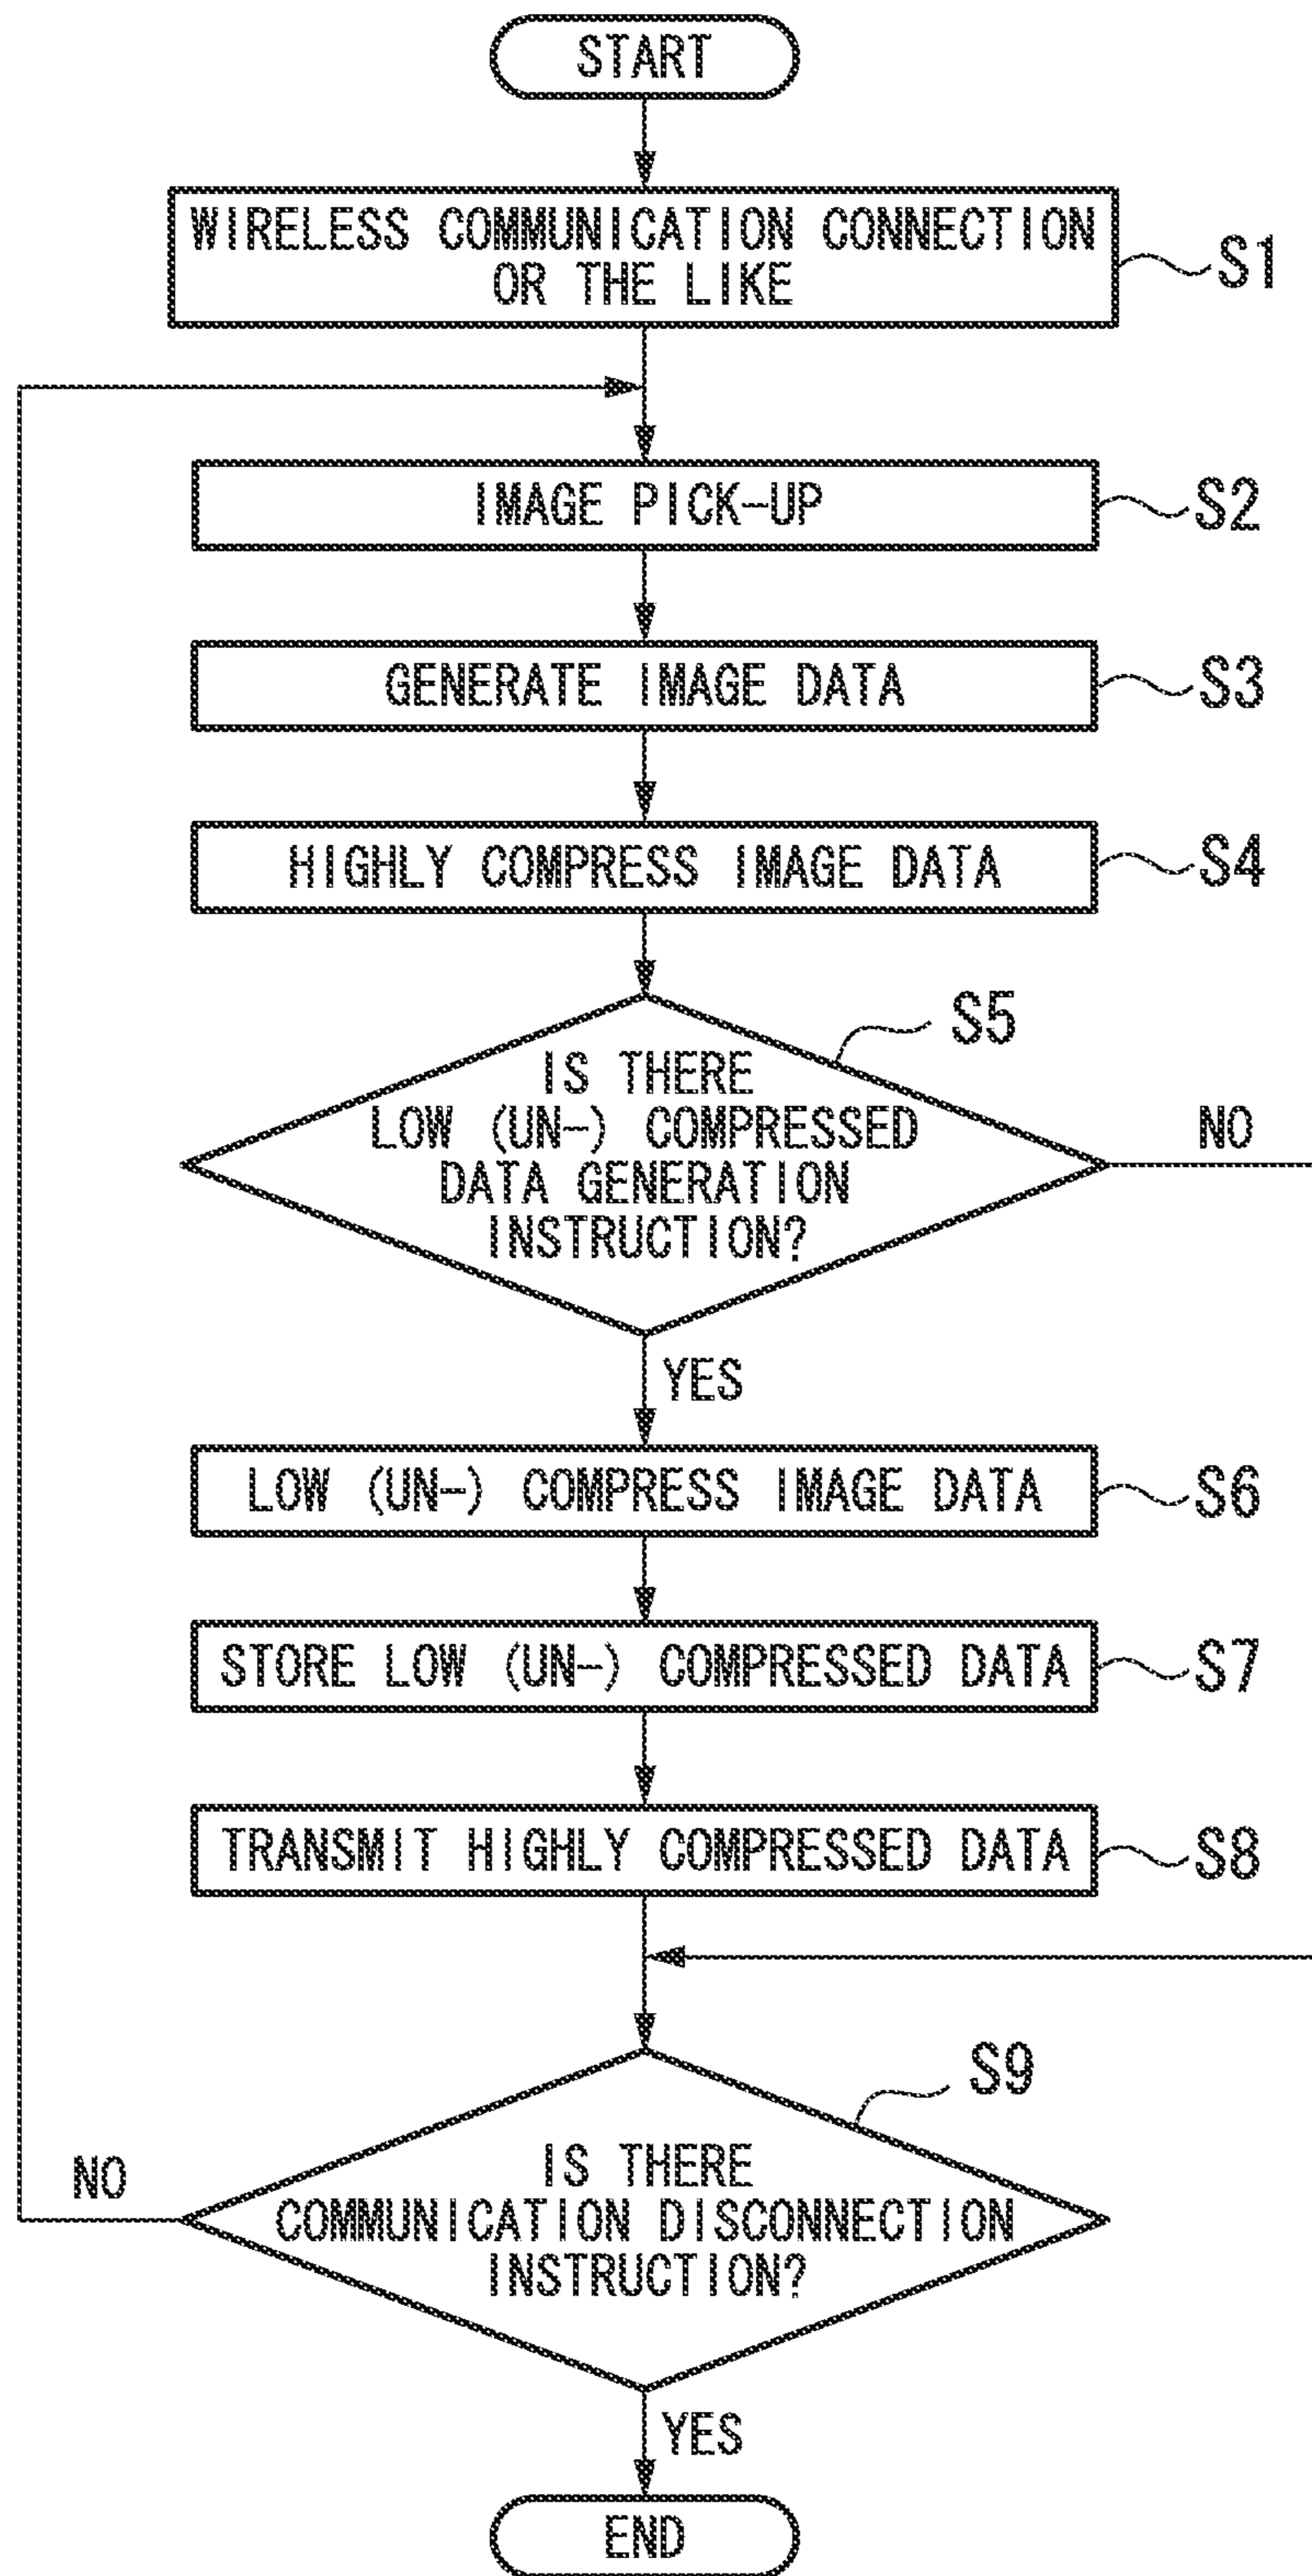 START
WIRELESS COMMUNICATION CONNECTION
OR THE LIKE
S1
IMAGE PICK-UP
S2
GENERATE IMAGE DATA
S3
HIGHLY COMPRESS IMAGE DATA
S4
S5
IS THERE
LOW (UN-) COMPRESSED
DATA GENERATION
INSTRUCTION?
NO
YES
LOW (UN-) COMPRESS IMAGE DATA
S6
STORE LOW (UN-) COMPRESSED DATA
S7
TRANSMIT HIGHLY COMPRESSED DATA
S8
S9
IS THERE
COMMUNICATION DISCONNECTION
INSTRUCTION?
NO
YES
END